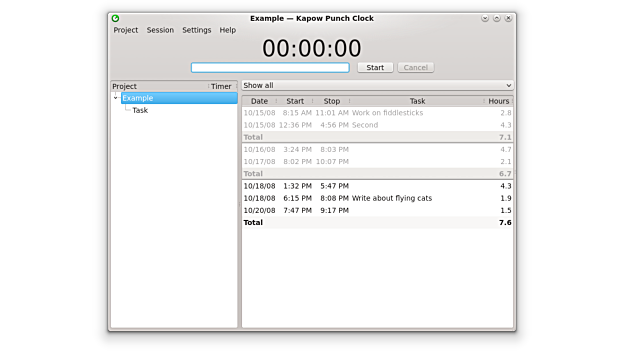 Example — Kapow Punch Clock
Project Session Settings Help
00:00:00
Start Cancel
Project Timer
Example
Task
Show all
Date Start Stop Task Hours
10/15/08 8:15 AM 11:01 AM Work on fiddlesticks 2.8
10/15/08 12:36 PM 4:56 PM Second 4.3
Total 7.1
10/16/08 3:24 PM 8:03 PM 4.7
10/17/08 8:02 PM 10:07 PM 2.1
Total 6.7
10/18/08 1:32 PM 5:47 PM 4.3
10/18/08 6:15 PM 8:08 PM Write about flying cats 1.9
10/20/08 7:47 PM 9:17 PM 1.5
Total 7.6